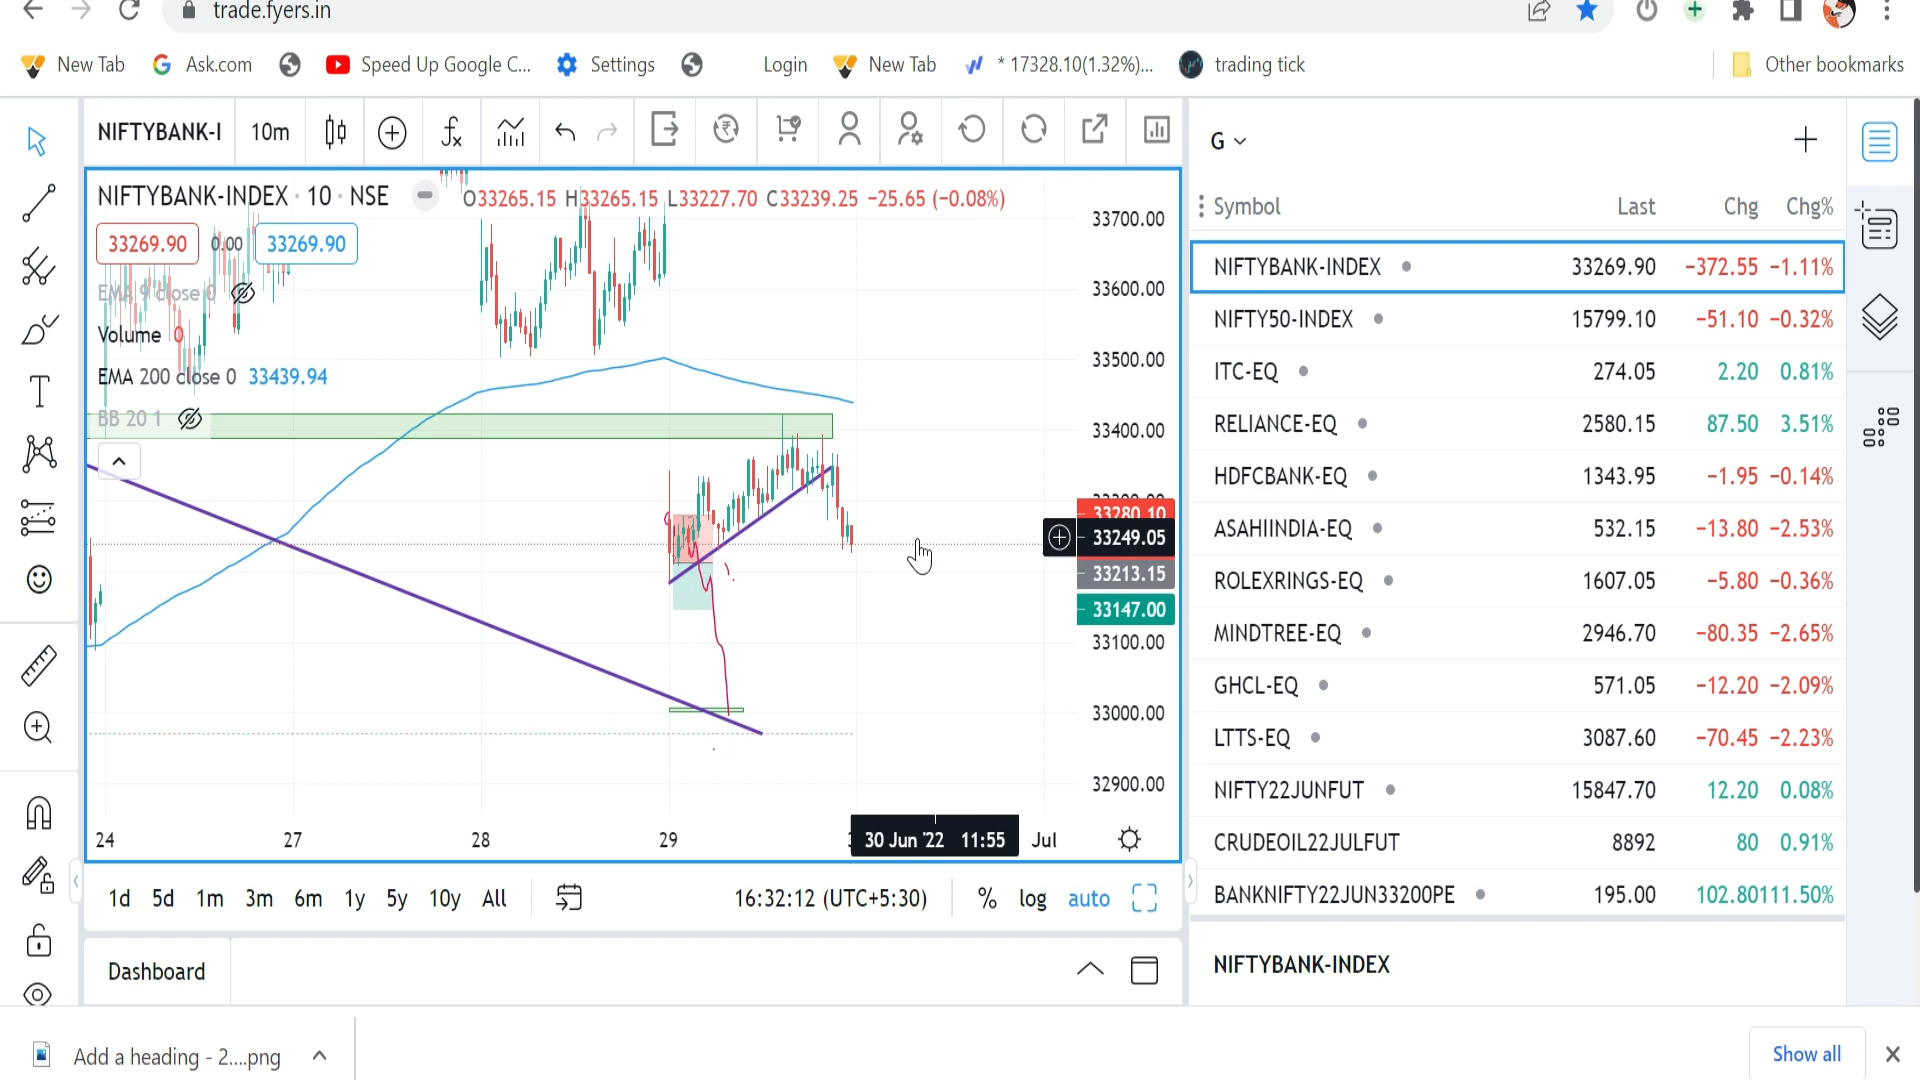 trade.fyers.in
New Tab Ask.com Speed Up Google C... Settings Login New Tab * 17328.10(1.32%)... trading tick Other bookmarks
NIFTYBANK-I 10m
G
NIFTYBANK-INDEX · 10 · NSE O33265.15 H33265.15 L33227.70 C33239.25 −25.65 (−0.08%)
33269.90 0.00 33269.90
EMA 9 close 0
Volume 0
EMA 200 close 0 33439.94
BB 20 1
33700.00
33600.00
33500.00
33400.00
33280.10
33249.05
33213.15
33147.00
33100.00
33000.00
32900.00
24 27 28 29 30 Jun '22 11:55 Jul
1d 5d 1m 3m 6m 1y 5y 10y All 16:32:12 (UTC+5:30) % log auto
Dashboard
Symbol Last Chg Chg%
NIFTYBANK-INDEX 33269.90 −372.55 −1.11%
NIFTY50-INDEX 15799.10 −51.10 −0.32%
ITC-EQ 274.05 2.20 0.81%
RELIANCE-EQ 2580.15 87.50 3.51%
HDFCBANK-EQ 1343.95 −1.95 −0.14%
ASAHIINDIA-EQ 532.15 −13.80 −2.53%
ROLEXRINGS-EQ 1607.05 −5.80 −0.36%
MINDTREE-EQ 2946.70 −80.35 −2.65%
GHCL-EQ 571.05 −12.20 −2.09%
LTTS-EQ 3087.60 −70.45 −2.23%
NIFTY22JUNFUT 15847.70 12.20 0.08%
CRUDEOIL22JULFUT 8892 80 0.91%
BANKNIFTY22JUN33200PE 195.00 102.80111.50%
NIFTYBANK-INDEX
Add a heading - 2....png
Show all